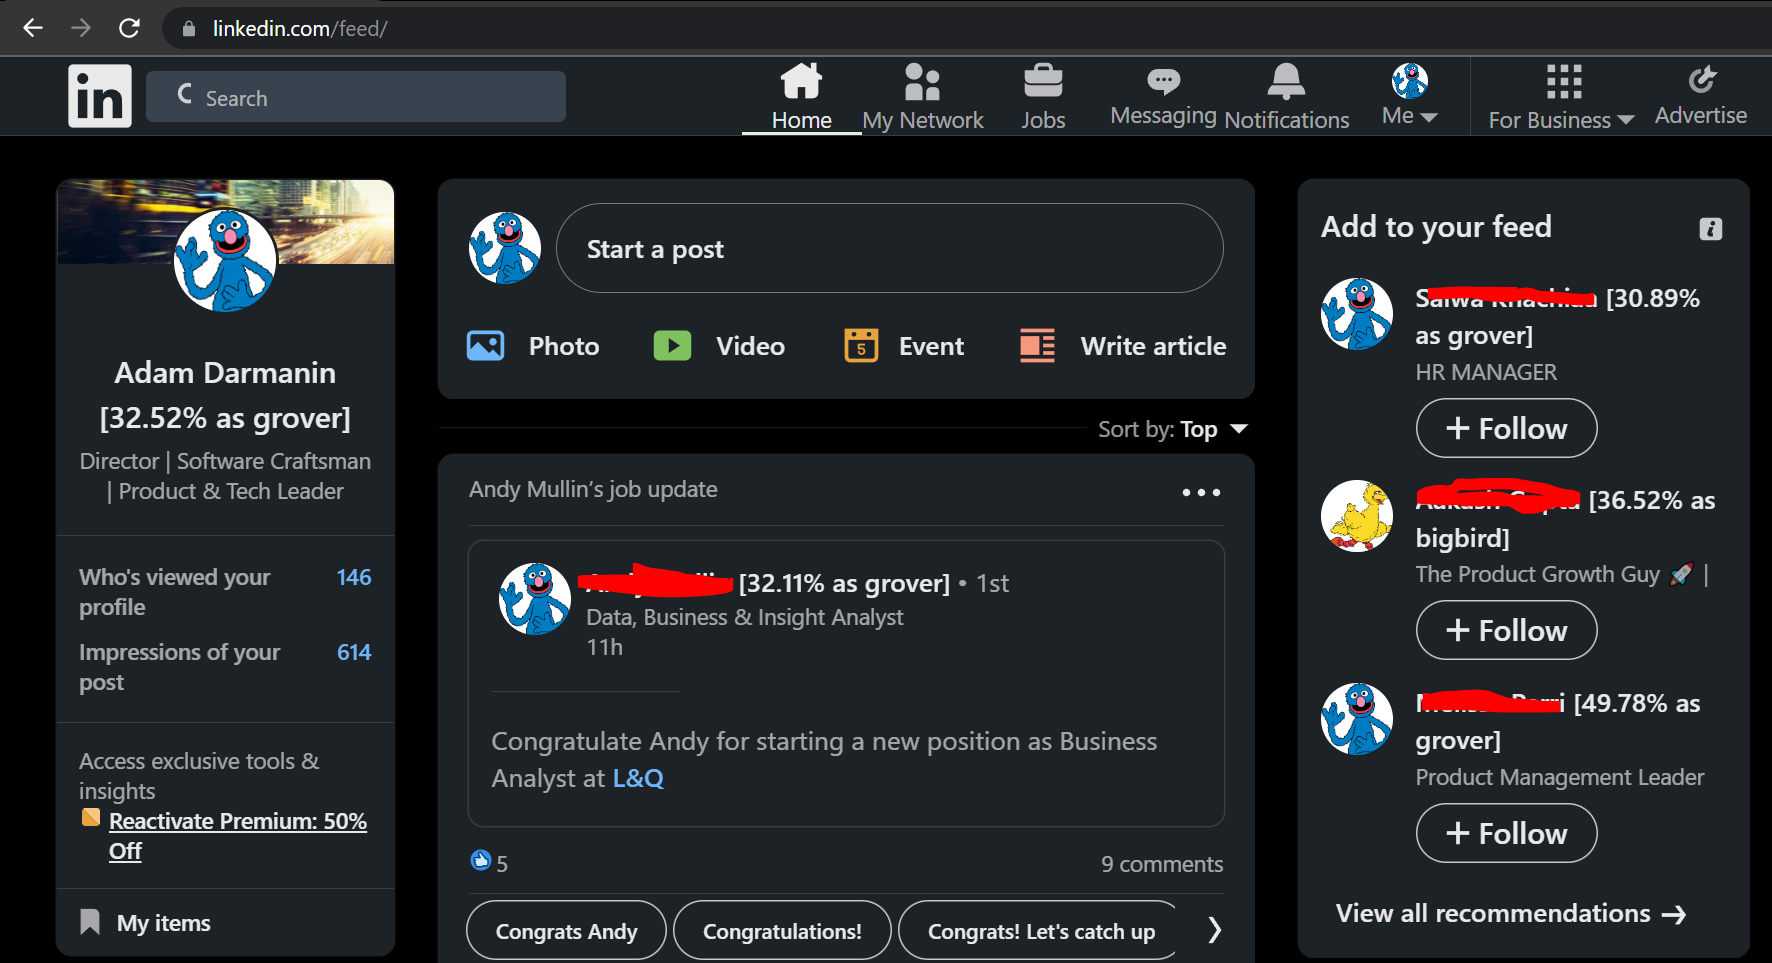 linkedin.com/feed/
in
Search
Home
My Network
Jobs
Messaging
Notifications
Me
For Business
Advertise
Adam Darmanin
[32.52% as grover]
Director | Software Craftsman
| Product & Tech Leader
Who's viewed your
profile
146
Impressions of your
post
614
Access exclusive tools &
insights
Reactivate Premium: 50%
Off
My items
Start a post
Photo
Video
5
Event
Write article
Sort by: Top
Andy Mullin’s job update
[32.11% as grover] • 1st
Data, Business & Insight Analyst
11h
Congratulate Andy for starting a new position as Business
Analyst at L&Q
5
9 comments
Congrats Andy
Congratulations!
Congrats! Let's catch up
Add to your feed
i
[30.89%
as grover]
HR MANAGER
+ Follow
[36.52% as
bigbird]
The Product Growth Guy 🚀 |
+ Follow
[49.78% as
grover]
Product Management Leader
+ Follow
View all recommendations →